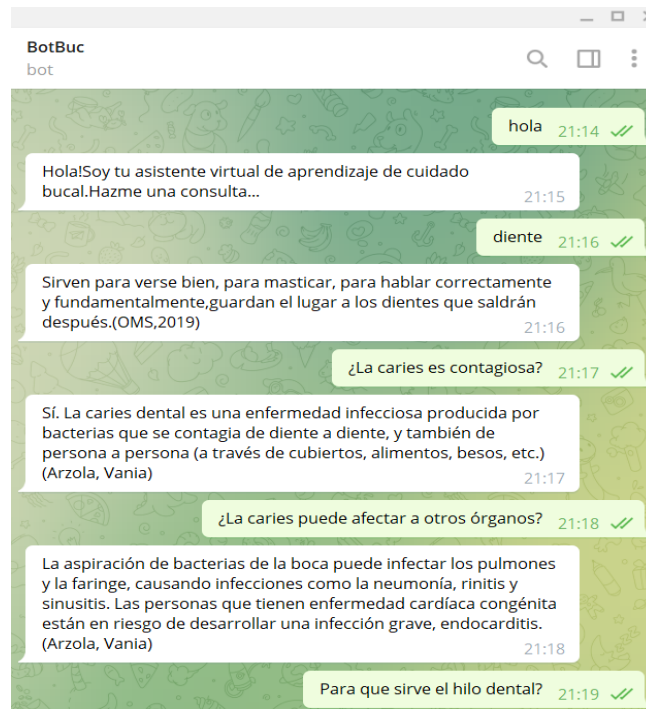 BotBuc
bot
hola 21:14
Hola!Soy tu asistente virtual de aprendizaje de cuidado
bucal.Hazme una consulta...
21:15
diente 21:16
Sirven para verse bien, para masticar, para hablar correctamente
y fundamentalmente,guardan el lugar a los dientes que saldrán
después.(OMS,2019)
21:16
¿La caries es contagiosa? 21:17
Sí. La caries dental es una enfermedad infecciosa producida por
bacterias que se contagia de diente a diente, y también de
persona a persona (a través de cubiertos, alimentos, besos, etc.)
(Arzola, Vania)
21:17
¿La caries puede afectar a otros órganos? 21:18
La aspiración de bacterias de la boca puede infectar los pulmones
y la faringe, causando infecciones como la neumonía, rinitis y
sinusitis. Las personas que tienen enfermedad cardíaca congénita
están en riesgo de desarrollar una infección grave, endocarditis.
(Arzola, Vania)
21:18
Para que sirve el hilo dental? 21:19